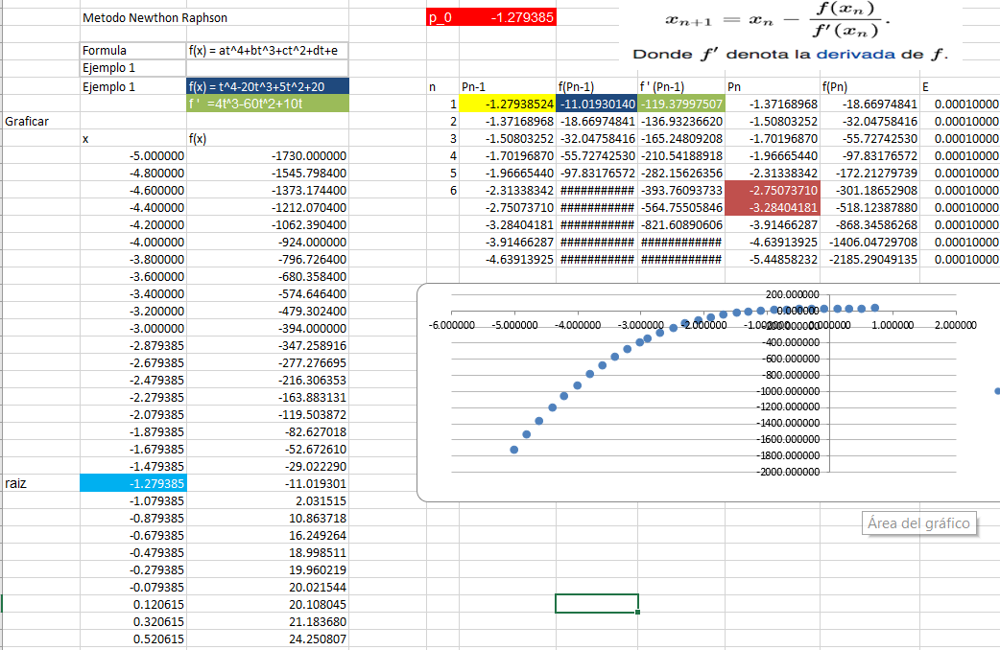 Metodo Newthon Raphson p_0 -1.279385
x_{n+1} = x_n − f(x_n) / f′(x_n).
Donde f′ denota la derivada de f.
Formula f(x) = at^4+bt^3+ct^2+dt+e
Ejemplo 1
Ejemplo 1 f(x) = t^4-20t^3+5t^2+20 n Pn-1 f(Pn-1) f ' (Pn-1) Pn f(Pn) E
f ' =4t^3-60t^2+10t 1 -1.27938524 -11.01930140 -119.37997507 -1.37168968 -18.66974841 0.00010000
Graficar 2 -1.37168968 -18.66974841 -136.93236620 -1.50803252 -32.04758416 0.00010000
x f(x) 3 -1.50803252 -32.04758416 -165.24809208 -1.70196870 -55.72742530 0.00010000
-5.000000 -1730.000000 4 -1.70196870 -55.72742530 -210.54188918 -1.96665440 -97.83176572 0.00010000
-4.800000 -1545.798400 5 -1.96665440 -97.83176572 -282.15626356 -2.31338342 -172.21279739 0.00010000
-4.600000 -1373.174400 6 -2.31338342 ########### -393.76093733 -2.75073710 -301.18652908 0.00010000
-4.400000 -1212.070400 -2.75073710 ########### -564.75505846 -3.28404181 -518.12387880 0.00010000
-4.200000 -1062.390400 -3.28404181 ########### -821.60890606 -3.91466287 -868.34586268 0.00010000
-4.000000 -924.000000 -3.91466287 ########### ############ -4.63913925 -1406.04729708 0.00010000
-3.800000 -796.726400 -4.63913925 ########### ############ -5.44858232 -2185.29049135 0.00010000
-3.600000 -680.358400
-3.400000 -574.646400
-3.200000 -479.302400
-3.000000 -394.000000
-2.879385 -347.258916
-2.679385 -277.276695
-2.479385 -216.306353
-2.279385 -163.883131
-2.079385 -119.503872
-1.879385 -82.627018
-1.679385 -52.672610
-1.479385 -29.022290
raiz -1.279385 -11.019301
-1.079385 2.031515
-0.879385 10.863718
-0.679385 16.249264
-0.479385 18.998511
-0.279385 19.960219
-0.079385 20.021544
0.120615 20.108045
0.320615 21.183680
0.520615 24.250807
200.000000
0.000000
-6.000000 -5.000000 -4.000000 -3.000000 -2.000000 -1.000000 0.000000 1.000000 2.000000
-200.000000
-400.000000
-600.000000
-800.000000
-1000.000000
-1200.000000
-1400.000000
-1600.000000
-1800.000000
-2000.000000
Área del gráfico